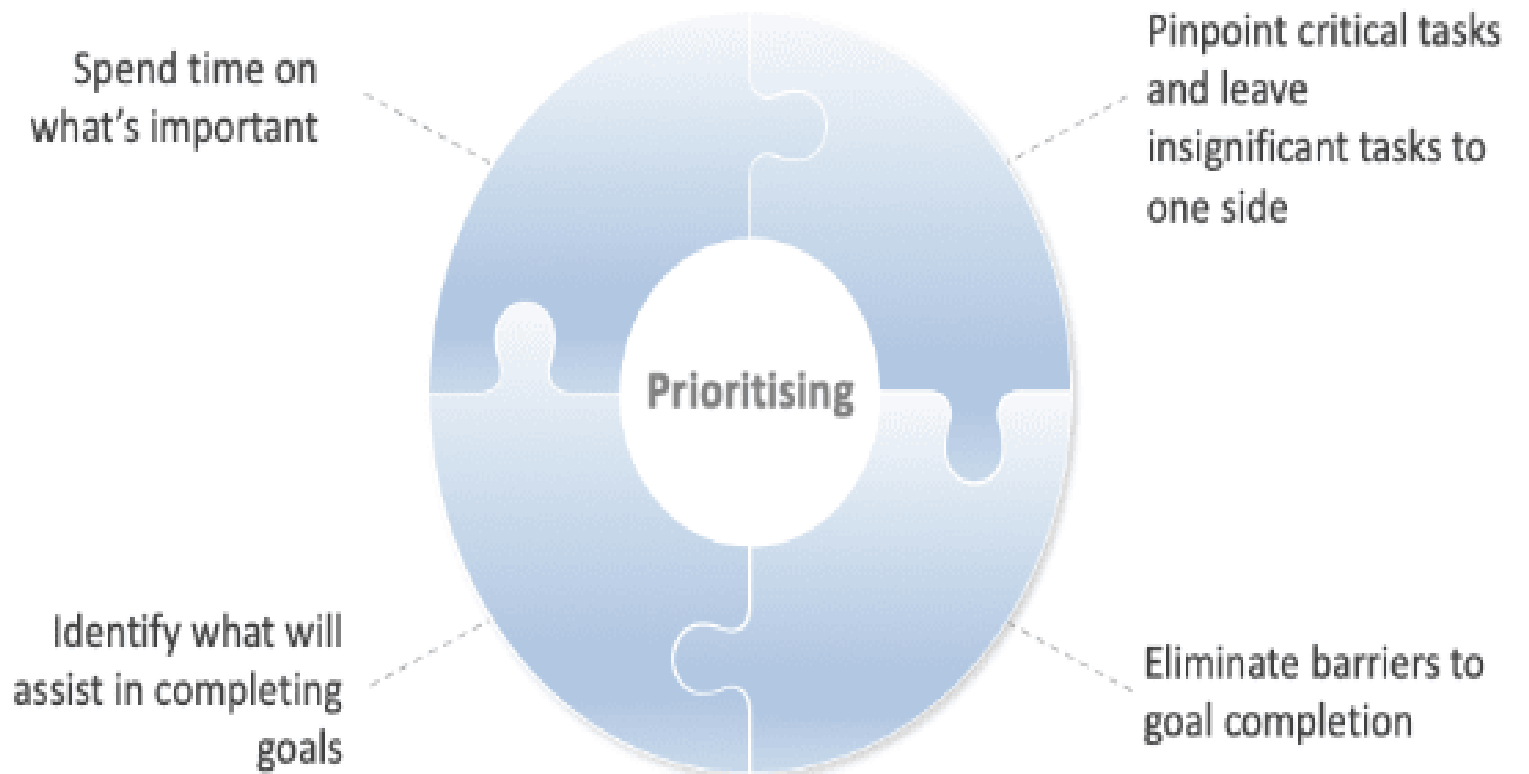 Spend time on
what's important
Pinpoint critical tasks
and leave
insignificant tasks to
one side
Prioritising
Identify what will
assist in completing
goals
Eliminate barriers to
goal completion